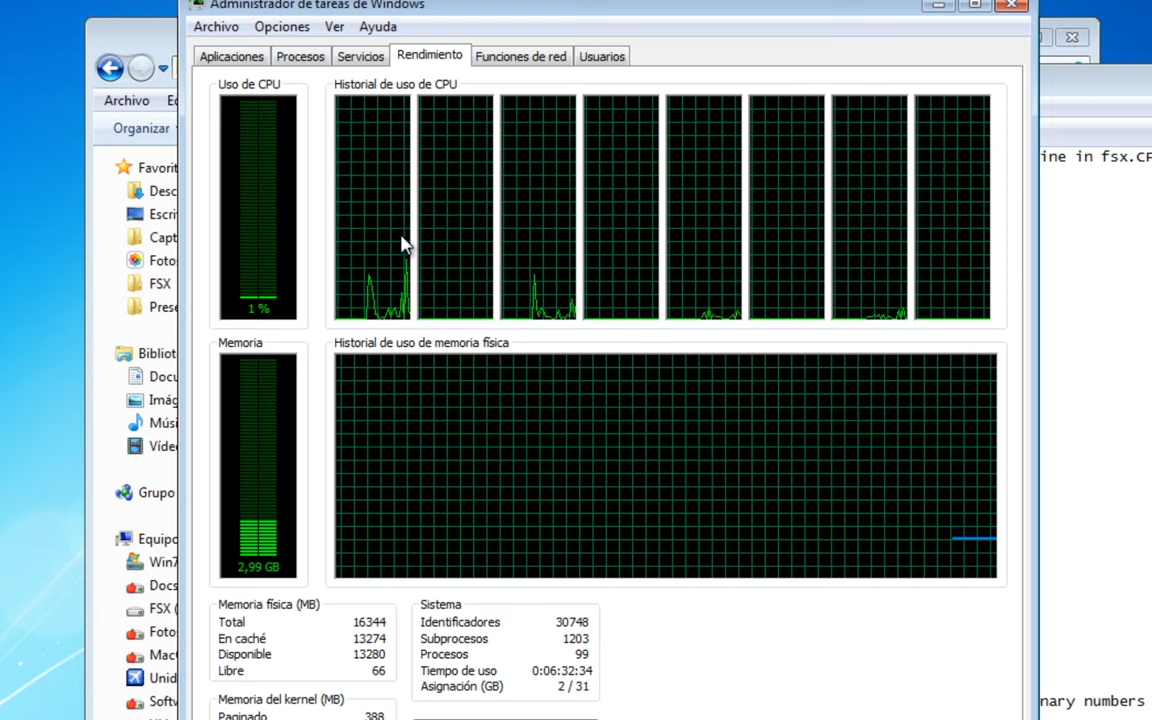 Administrador de tareas de Windows
Archivo Opciones Ver Ayuda
Aplicaciones Procesos Servicios Rendimiento Funciones de red Usuarios
Uso de CPU
1 %
Historial de uso de CPU
Memoria
2,99 GB
Historial de uso de memoria física
Memoria física (MB)
Total 16344
En caché 13274
Disponible 13280
Libre 66
Sistema
Identificadores 30748
Subprocesos 1203
Procesos 99
Tiempo de uso 0:06:32:34
Asignación (GB) 2 / 31
Memoria del kernel (MB)
Paginado 388
Archivo Ec
Organizar
Favorit
Desc
Escrit
Capt
Foto
FSX
Prese
Bibliot
Docu
Imág
Músi
Vídeo
Grupo
Equipo
Win7
Docs
FSX (
Foto
Mac
Unid
Softw
ine in fsx.CP
nary numbers